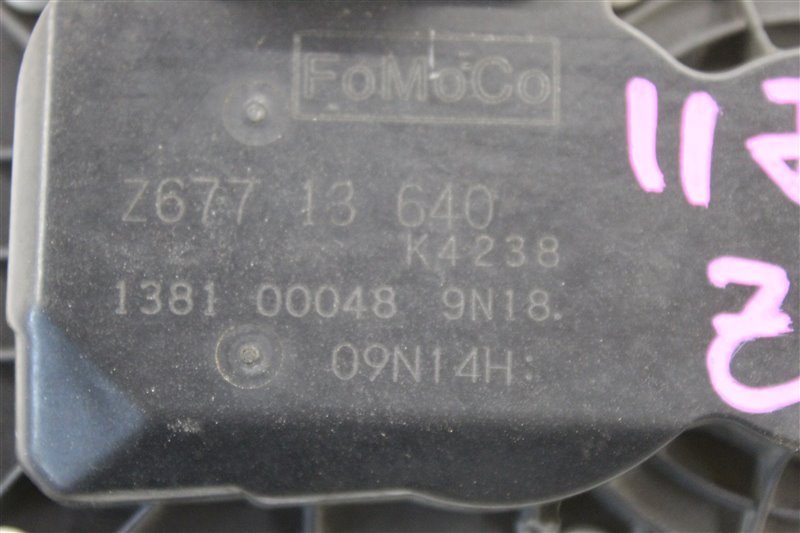 FoMoCo
Z677 13 640
K4238
1381 00048 9N18.
09N14H: